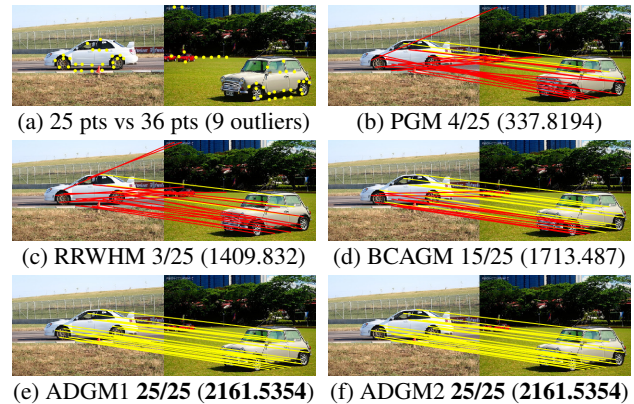 (a) 25 pts vs 36 pts (9 outliers)
(b) PGM 4/25 (337.8194)
(c) RRWHM 3/25 (1409.832)
(d) BCAGM 15/25 (1713.487)
(e) ADGM1 25/25 (2161.5354)
(f) ADGM2 25/25 (2161.5354)